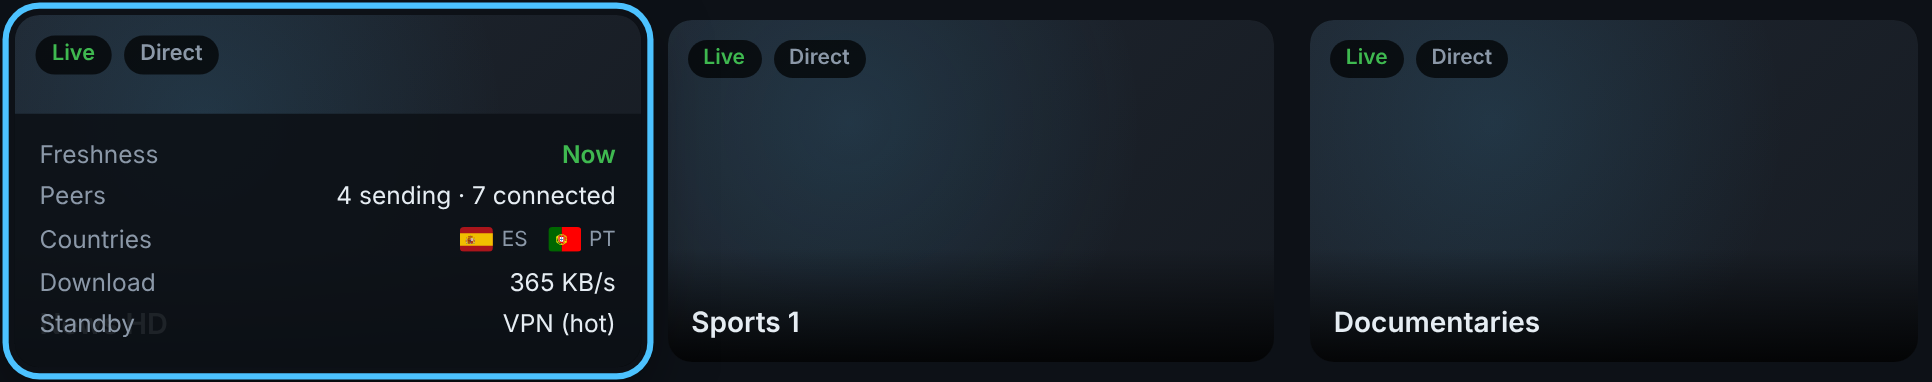 Live Direct
Freshness Now
Peers 4 sending · 7 connected
Countries ES PT
Download 365 KB/s
Standby VPN (hot)
HD
Live Direct
Sports 1
Live Direct
Documentaries